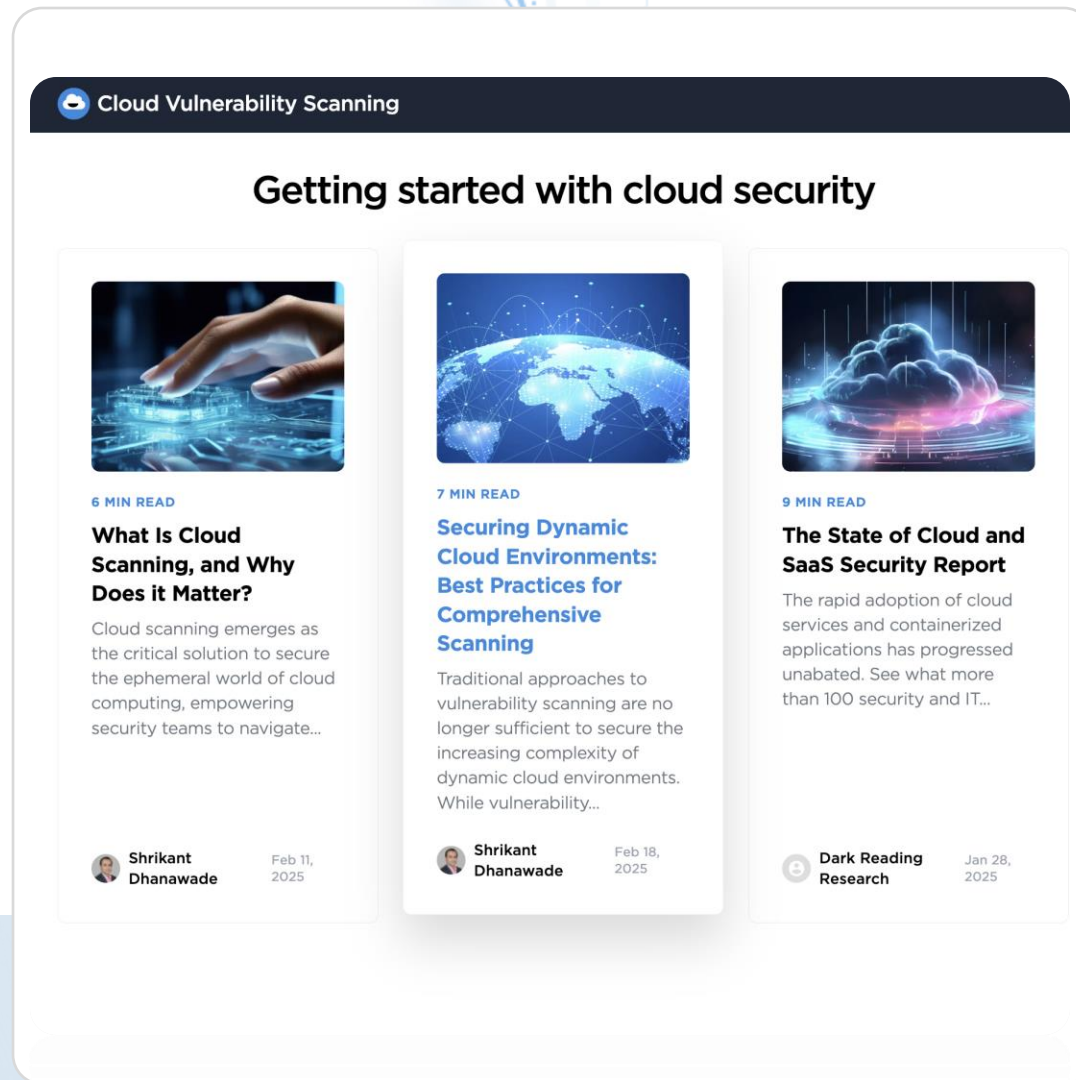 Cloud Vulnerability Scanning
Getting started with cloud security
6 MIN READ
What Is Cloud
Scanning, and Why
Does it Matter?
Cloud scanning emerges as
the critical solution to secure
the ephemeral world of cloud
computing, empowering
security teams to navigate...
Shrikant
Dhanawade
Feb 11,
2025
7 MIN READ
Securing Dynamic
Cloud Environments:
Best Practices for
Comprehensive
Scanning
Traditional approaches to
vulnerability scanning are no
longer sufficient to secure the
increasing complexity of
dynamic cloud environments.
While vulnerability...
Shrikant
Dhanawade
Feb 18,
2025
9 MIN READ
The State of Cloud and
SaaS Security Report
The rapid adoption of cloud
services and containerized
applications has progressed
unabated. See what more
than 100 security and IT...
Dark Reading
Research
Jan 28,
2025